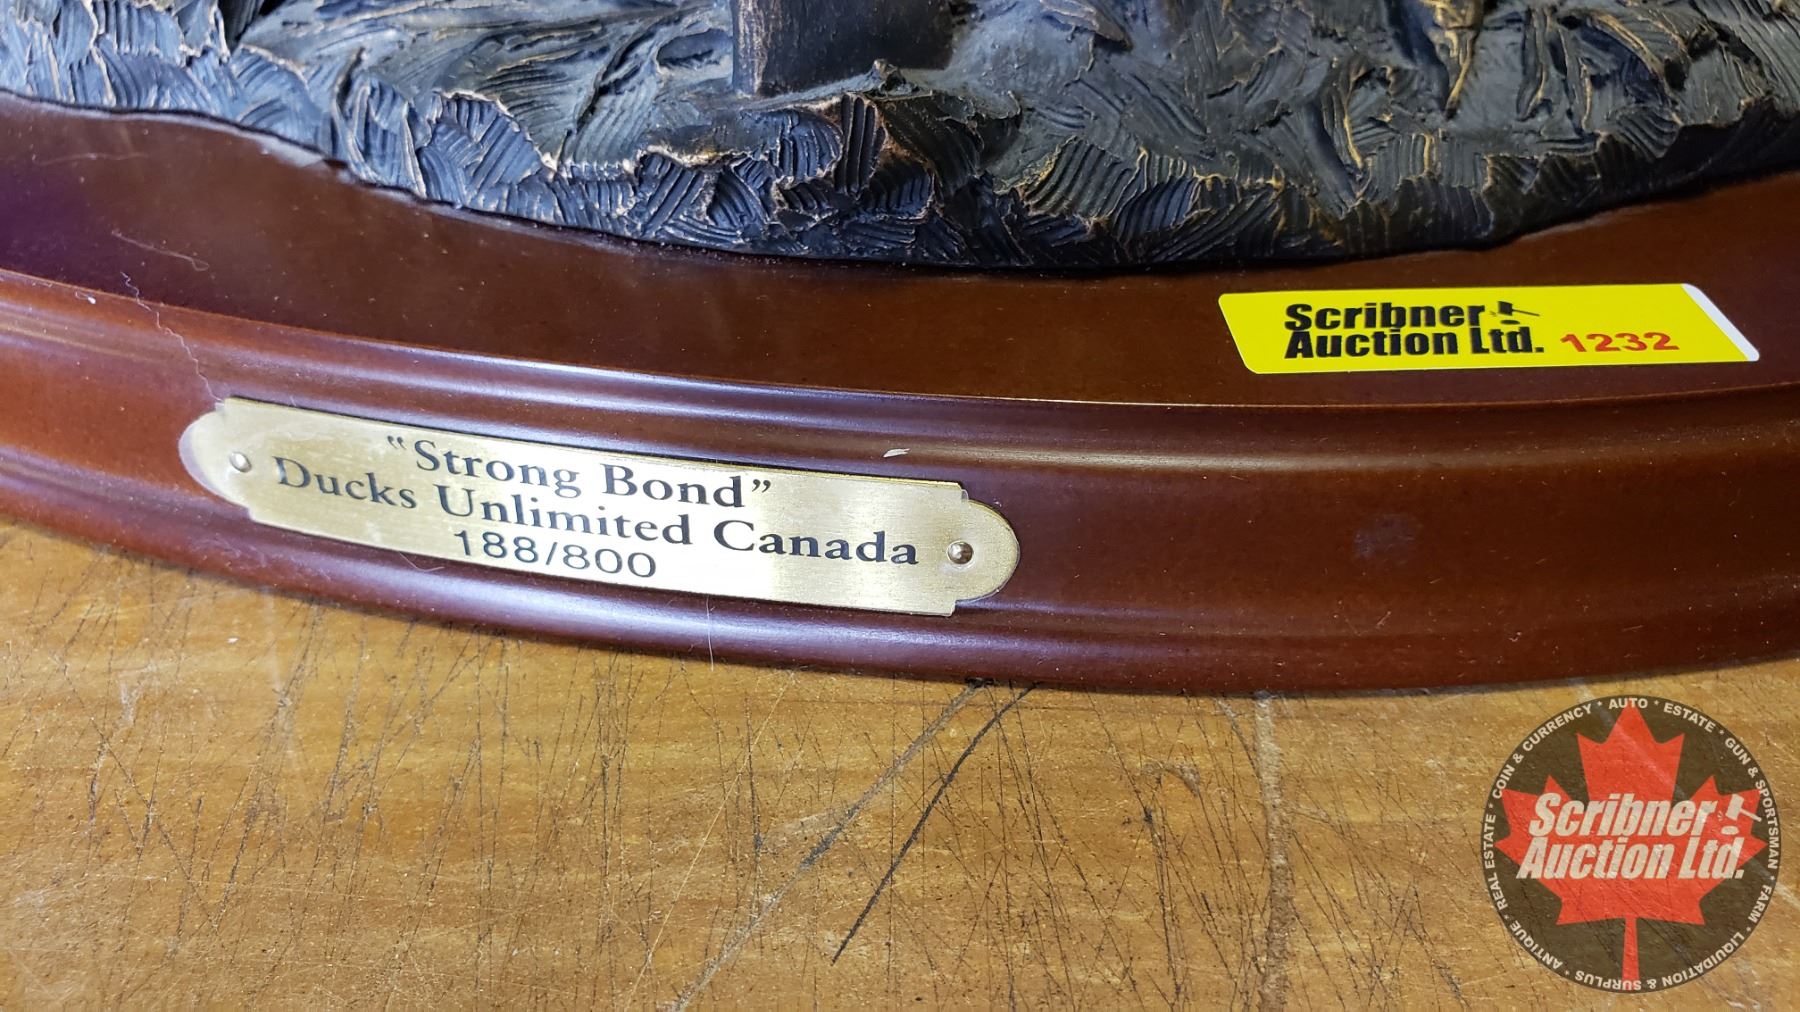 Scribner
Auction Ltd. 1232
“Strong Bond”
Ducks Unlimited Canada
188/800
REAL ESTATE * COIN & CURRENCY * AUTO * ESTATE * GUN & SPORTSMAN * FARM * LIQUIDATION & SURPLUS * ANTIQUE *
Scribner
Auction Ltd.